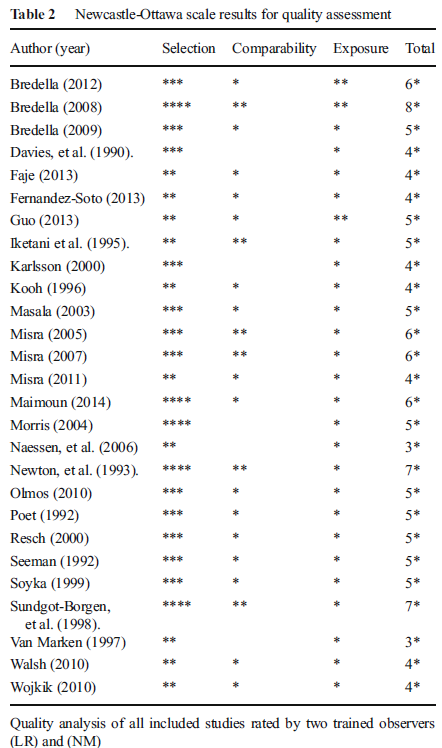 Table 2 Newcastle-Ottawa scale results for quality assessment
Author (year) Selection Comparability Exposure Total
Bredella (2012) *** * ** 6*
Bredella (2008) **** ** ** 8*
Bredella (2009) *** * * 5*
Davies, et al. (1990). *** * 4*
Faje (2013) ** * * 4*
Fernandez-Soto (2013) ** * * 4*
Guo (2013) ** * ** 5*
Iketani et al. (1995). ** ** * 5*
Karlsson (2000) *** * 4*
Kooh (1996) ** * * 4*
Masala (2003) *** * * 5*
Misra (2005) *** ** * 6*
Misra (2007) *** ** * 6*
Misra (2011) ** * * 4*
Maimoun (2014) **** * * 6*
Morris (2004) **** * 5*
Naessen, et al. (2006) ** * 3*
Newton, et al. (1993). **** ** * 7*
Olmos (2010) *** * * 5*
Poet (1992) *** * * 5*
Resch (2000) *** * * 5*
Seeman (1992) *** * * 5*
Soyka (1999) *** * * 5*
Sundgot-Borgen, **** ** * 7*
et al. (1998).
Van Marken (1997) ** * 3*
Walsh (2010) ** * * 4*
Wojkik (2010) ** * * 4*
Quality analysis of all included studies rated by two trained observers
(LR) and (NM)